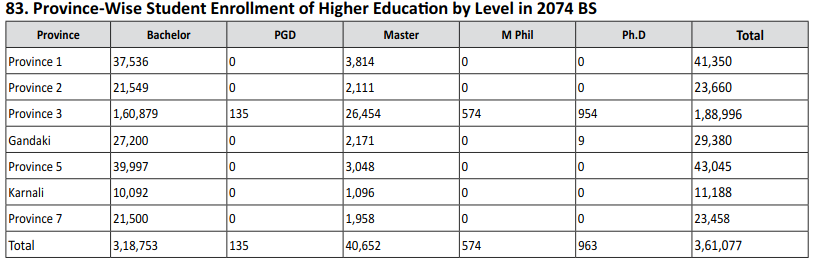 83. Province-Wise Student Enrollment of Higher Education by Level in 2074 BS
Province Bachelor PGD Master M Phil Ph.D Total
Province 1 37,536 0 3,814 0 0 41,350
Province 2 21,549 0 2,111 0 0 23,660
Province 3 1,60,879 135 26,454 574 954 1,88,996
Gandaki 27,200 0 2,171 0 9 29,380
Province 5 39,997 0 3,048 0 0 43,045
Karnali 10,092 0 1,096 0 0 11,188
Province 7 21,500 0 1,958 0 0 23,458
Total 3,18,753 135 40,652 574 963 3,61,077